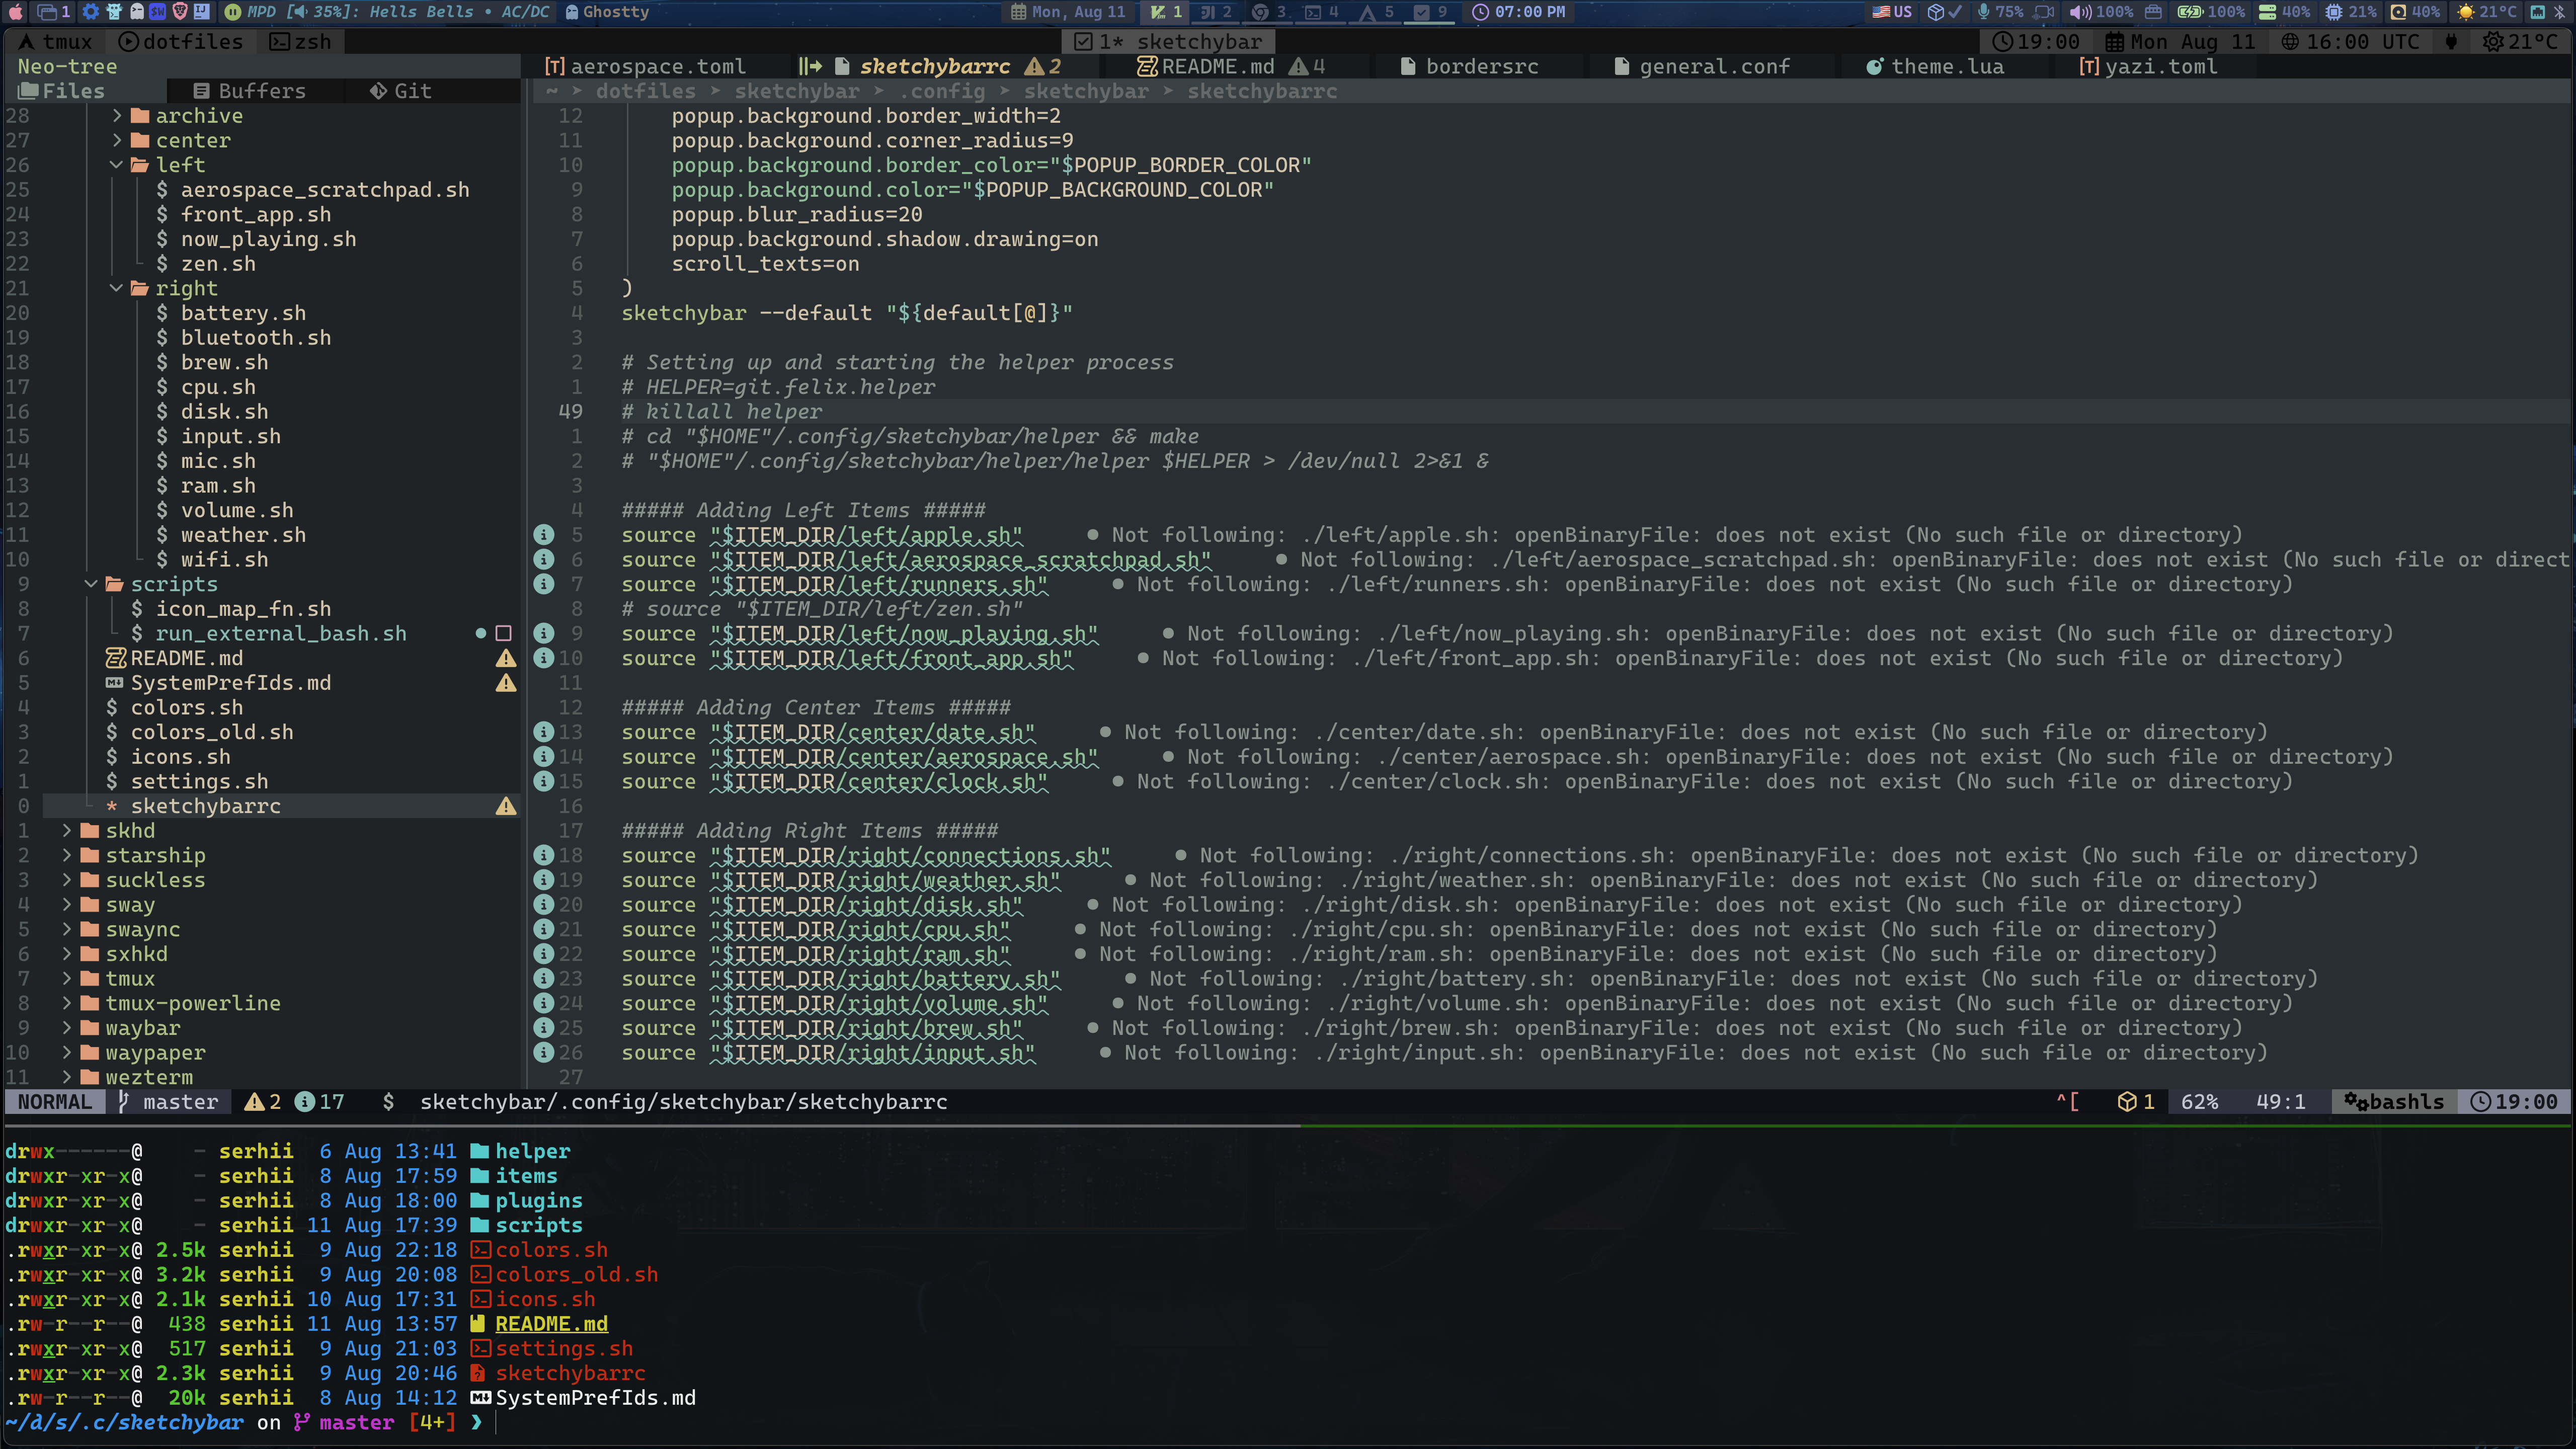 1 MPD [35%]: Hells Bells • AC/DC Ghostty Mon, Aug 11 1 2 3 4 5 9 07:00 PM US 75% 100% 100% 40% 21% 40% 21°C
tmux dotfiles zsh 1* sketchybar 19:00 Mon Aug 11 16:00 UTC 21°C
Neo-tree [T] aerospace.toml sketchybarrc 2 README.md 4 bordersrc general.conf theme.lua [T] yazi.toml
Files Buffers Git ~ dotfiles sketchybar .config sketchybar sketchybarrc
28 archive 12 popup.background.border_width=2
27 center 11 popup.background.corner_radius=9
26 left 10 popup.background.border_color="$POPUP_BORDER_COLOR"
25 $ aerospace_scratchpad.sh 9 popup.background.color="$POPUP_BACKGROUND_COLOR"
24 $ front_app.sh 8 popup.blur_radius=20
23 $ now_playing.sh 7 popup.background.shadow.drawing=on
22 $ zen.sh 6 scroll_texts=on
21 right 5 )
20 $ battery.sh 4 sketchybar --default "${default[@]}"
19 $ bluetooth.sh 3
18 $ brew.sh 2 # Setting up and starting the helper process
17 $ cpu.sh 1 # HELPER=git.felix.helper
16 $ disk.sh 49 # killall helper
15 $ input.sh 1 # cd "$HOME"/.config/sketchybar/helper && make
14 $ mic.sh 2 # "$HOME"/.config/sketchybar/helper/helper $HELPER > /dev/null 2>&1 &
13 $ ram.sh 3
12 $ volume.sh 4 ##### Adding Left Items #####
11 $ weather.sh 5 source "$ITEM_DIR/left/apple.sh" ● Not following: ./left/apple.sh: openBinaryFile: does not exist (No such file or directory)
10 $ wifi.sh 6 source "$ITEM_DIR/left/aerospace_scratchpad.sh" ● Not following: ./left/aerospace_scratchpad.sh: openBinaryFile: does not exist (No such file or direct
9 scripts 7 source "$ITEM_DIR/left/runners.sh" ● Not following: ./left/runners.sh: openBinaryFile: does not exist (No such file or directory)
8 $ icon_map_fn.sh 8 # source "$ITEM_DIR/left/zen.sh"
7 $ run_external_bash.sh 9 source "$ITEM_DIR/left/now_playing.sh" ● Not following: ./left/now_playing.sh: openBinaryFile: does not exist (No such file or directory)
6 README.md 10 source "$ITEM_DIR/left/front_app.sh" ● Not following: ./left/front_app.sh: openBinaryFile: does not exist (No such file or directory)
5 SystemPrefIds.md 11
4 $ colors.sh 12 ##### Adding Center Items #####
3 $ colors_old.sh 13 source "$ITEM_DIR/center/date.sh" ● Not following: ./center/date.sh: openBinaryFile: does not exist (No such file or directory)
2 $ icons.sh 14 source "$ITEM_DIR/center/aerospace.sh" ● Not following: ./center/aerospace.sh: openBinaryFile: does not exist (No such file or directory)
1 $ settings.sh 15 source "$ITEM_DIR/center/clock.sh" ● Not following: ./center/clock.sh: openBinaryFile: does not exist (No such file or directory)
0 * sketchybarrc 16
1 skhd 17 ##### Adding Right Items #####
2 starship 18 source "$ITEM_DIR/right/connections.sh" ● Not following: ./right/connections.sh: openBinaryFile: does not exist (No such file or directory)
3 suckless 19 source "$ITEM_DIR/right/weather.sh" ● Not following: ./right/weather.sh: openBinaryFile: does not exist (No such file or directory)
4 sway 20 source "$ITEM_DIR/right/disk.sh" ● Not following: ./right/disk.sh: openBinaryFile: does not exist (No such file or directory)
5 swaync 21 source "$ITEM_DIR/right/cpu.sh" ● Not following: ./right/cpu.sh: openBinaryFile: does not exist (No such file or directory)
6 sxhkd 22 source "$ITEM_DIR/right/ram.sh" ● Not following: ./right/ram.sh: openBinaryFile: does not exist (No such file or directory)
7 tmux 23 source "$ITEM_DIR/right/battery.sh" ● Not following: ./right/battery.sh: openBinaryFile: does not exist (No such file or directory)
8 tmux-powerline 24 source "$ITEM_DIR/right/volume.sh" ● Not following: ./right/volume.sh: openBinaryFile: does not exist (No such file or directory)
9 waybar 25 source "$ITEM_DIR/right/brew.sh" ● Not following: ./right/brew.sh: openBinaryFile: does not exist (No such file or directory)
10 waypaper 26 source "$ITEM_DIR/right/input.sh" ● Not following: ./right/input.sh: openBinaryFile: does not exist (No such file or directory)
11 wezterm 27
NORMAL master 2 17 $ sketchybar/.config/sketchybar/sketchybarrc ^[ 1 62% 49:1 bashls 19:00
drwx------@ - serhii 6 Aug 13:41 helper
drwxr-xr-x@ - serhii 8 Aug 17:59 items
drwxr-xr-x@ - serhii 8 Aug 18:00 plugins
drwxr-xr-x@ - serhii 11 Aug 17:39 scripts
.rwxr-xr-x@ 2.5k serhii 9 Aug 22:18 colors.sh
.rwxr-xr-x@ 3.2k serhii 9 Aug 20:08 colors_old.sh
.rwxr-xr-x@ 2.1k serhii 10 Aug 17:31 icons.sh
.rw-r--r--@ 438 serhii 11 Aug 13:57 README.md
.rwxr-xr-x@ 517 serhii 9 Aug 21:03 settings.sh
.rwxr-xr-x@ 2.3k serhii 9 Aug 20:46 sketchybarrc
.rw-r--r--@ 20k serhii 8 Aug 14:12 SystemPrefIds.md
~/d/s/.c/sketchybar on master [4+] ❯